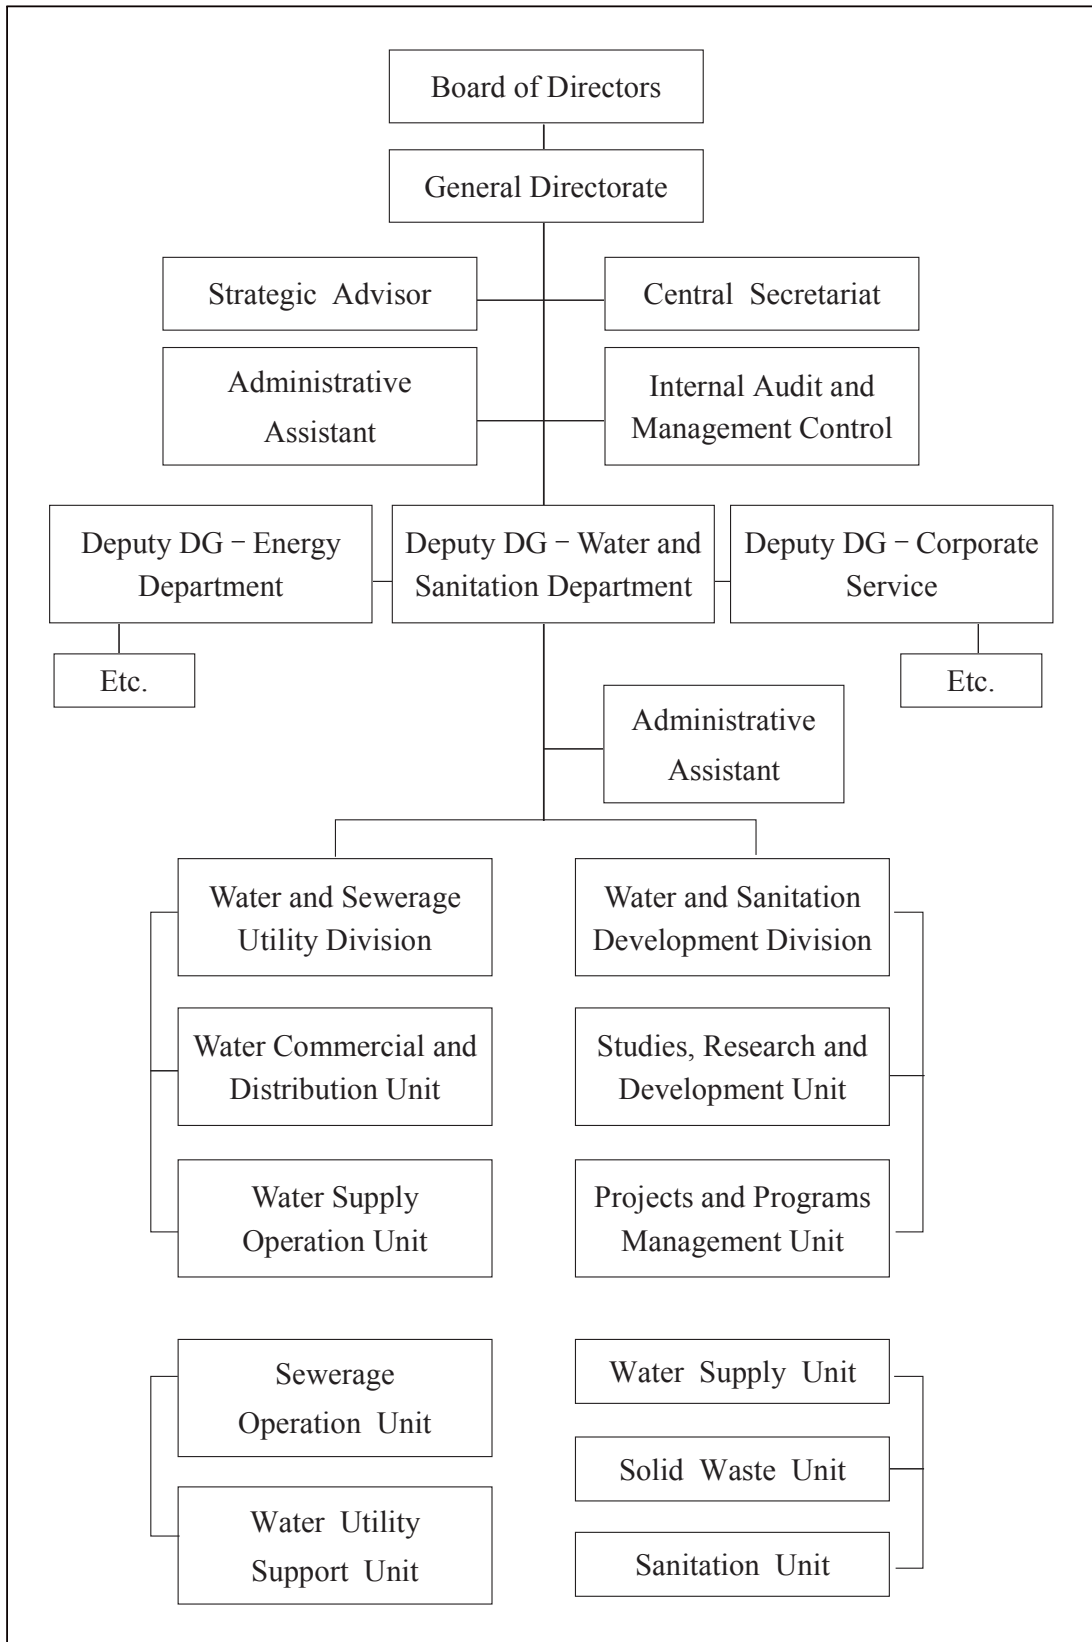 Board of Directors
General Directorate
Strategic Advisor
Central Secretariat
Administrative
Assistant
Internal Audit and
Management Control
Deputy DG – Energy
Department
Deputy DG – Water and
Sanitation Department
Deputy DG – Corporate
Service
Etc.
Etc.
Administrative
Assistant
Water and Sewerage
Utility Division
Water and Sanitation
Development Division
Water Commercial and
Distribution Unit
Studies, Research and
Development Unit
Water Supply
Operation Unit
Projects and Programs
Management Unit
Sewerage
Operation Unit
Water Supply Unit
Solid Waste Unit
Water Utility
Support Unit
Sanitation Unit